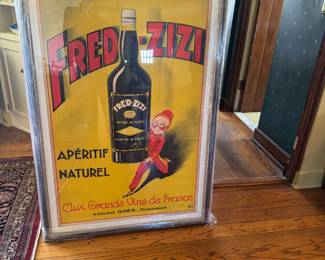 FRED-ZIZI
FRED-ZIZI
APÉRITIF
NATUREL
Aux Grands Vins de France